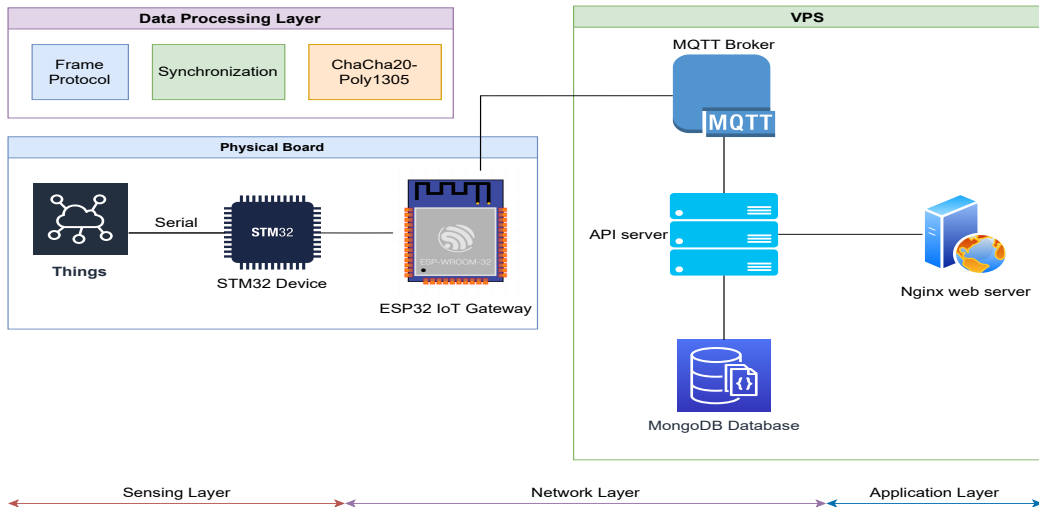 Data Processing Layer
Frame
Protocol
Synchronization
ChaCha20-
Poly1305
Physical Board
Things
Serial
STM32
STM32 Device
ESP-WROOM-32
ESP32 IoT Gateway
VPS
MQTT Broker
MQTT
API server
Nginx web server
{}
MongoDB Database
Sensing Layer
Network Layer
Application Layer